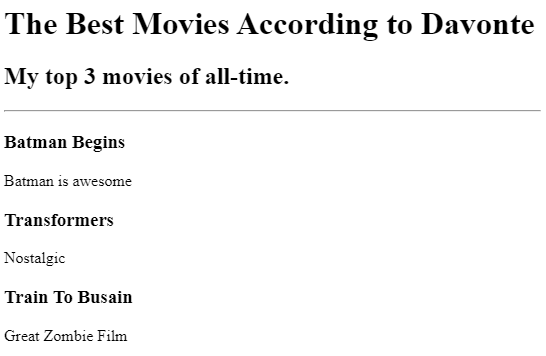 The Best Movies According to Davonte
My top 3 movies of all-time.
Batman Begins
Batman is awesome
Transformers
Nostalgic
Train To Busain
Great Zombie Film